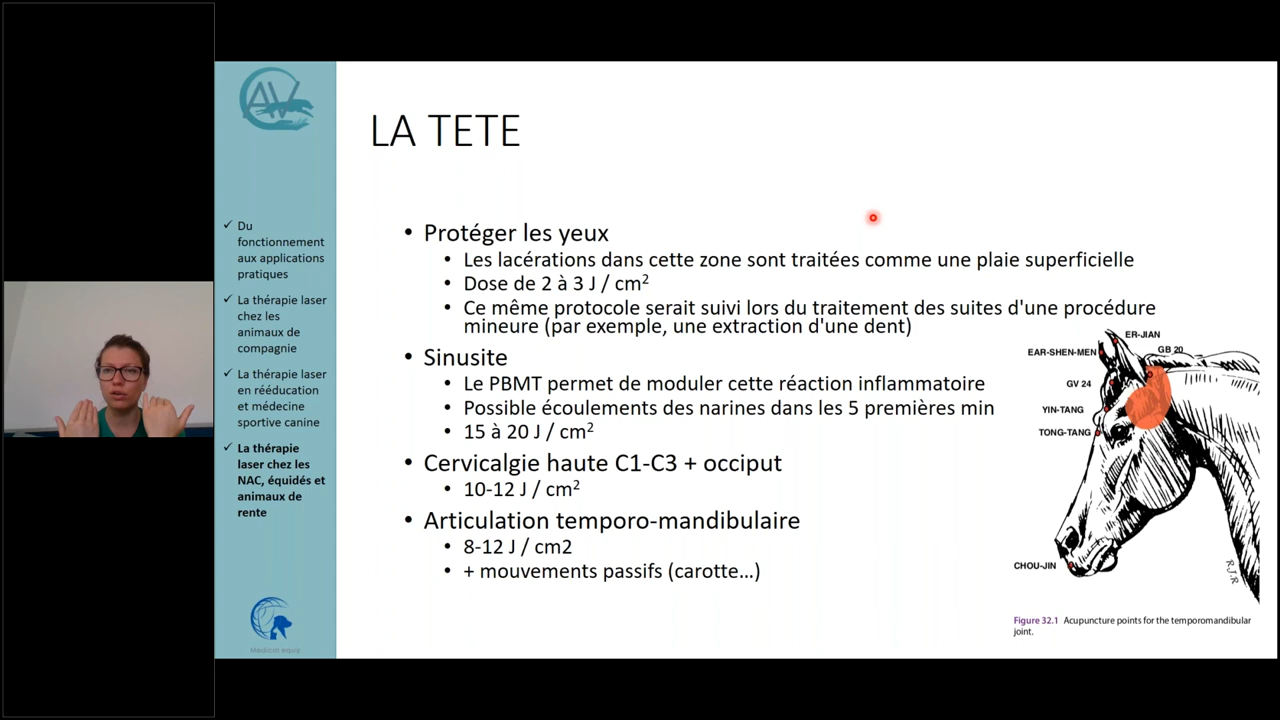 AV
Du
fonctionnement
aux applications
pratiques
La thérapie laser
chez les
animaux de
compagnie
La thérapie laser
en rééducation
et médecine
sportive canine
La thérapie
laser chez les
NAC, équidés et
animaux de
rente
Medical equa
LA TETE
• Protéger les yeux
• Les lacérations dans cette zone sont traitées comme une plaie superficielle
• Dose de 2 à 3 J / cm²
• Ce même protocole serait suivi lors du traitement des suites d'une procédure
mineure (par exemple, une extraction d'une dent)
• Sinusite
• Le PBMT permet de moduler cette réaction inflammatoire
• Possible écoulements des narines dans les 5 premières min
• 15 à 20 J / cm²
• Cervicalgie haute C1-C3 + occiput
• 10-12 J / cm²
• Articulation temporo-mandibulaire
• 8-12 J / cm2
• + mouvements passifs (carotte…)
ER-JIAN
EAR-SHEN-MEN
GB 20
GV 24
YIN-TANG
TONG-TANG
CHOU-JIN
R.J.R
Figure 32.1 Acupuncture points for the temporomandibular
joint.